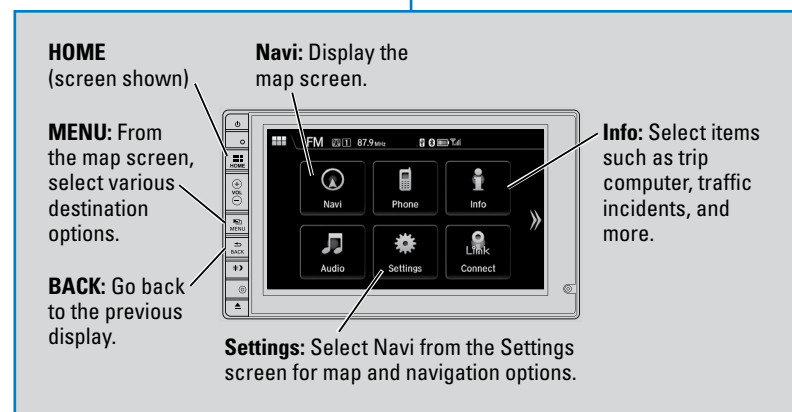 HOME
(screen shown)
Navi: Display the
map screen.
MENU: From
the map screen,
select various
destination
options.
BACK: Go back
to the previous
display.
Info: Select items
such as trip
computer, traffic
incidents, and
more.
Settings: Select Navi from the Settings
screen for map and navigation options.
HOME
VOL
MENU
BACK
FM 1 87.9 MHz
Navi Phone Info
Audio Settings Connect
Link